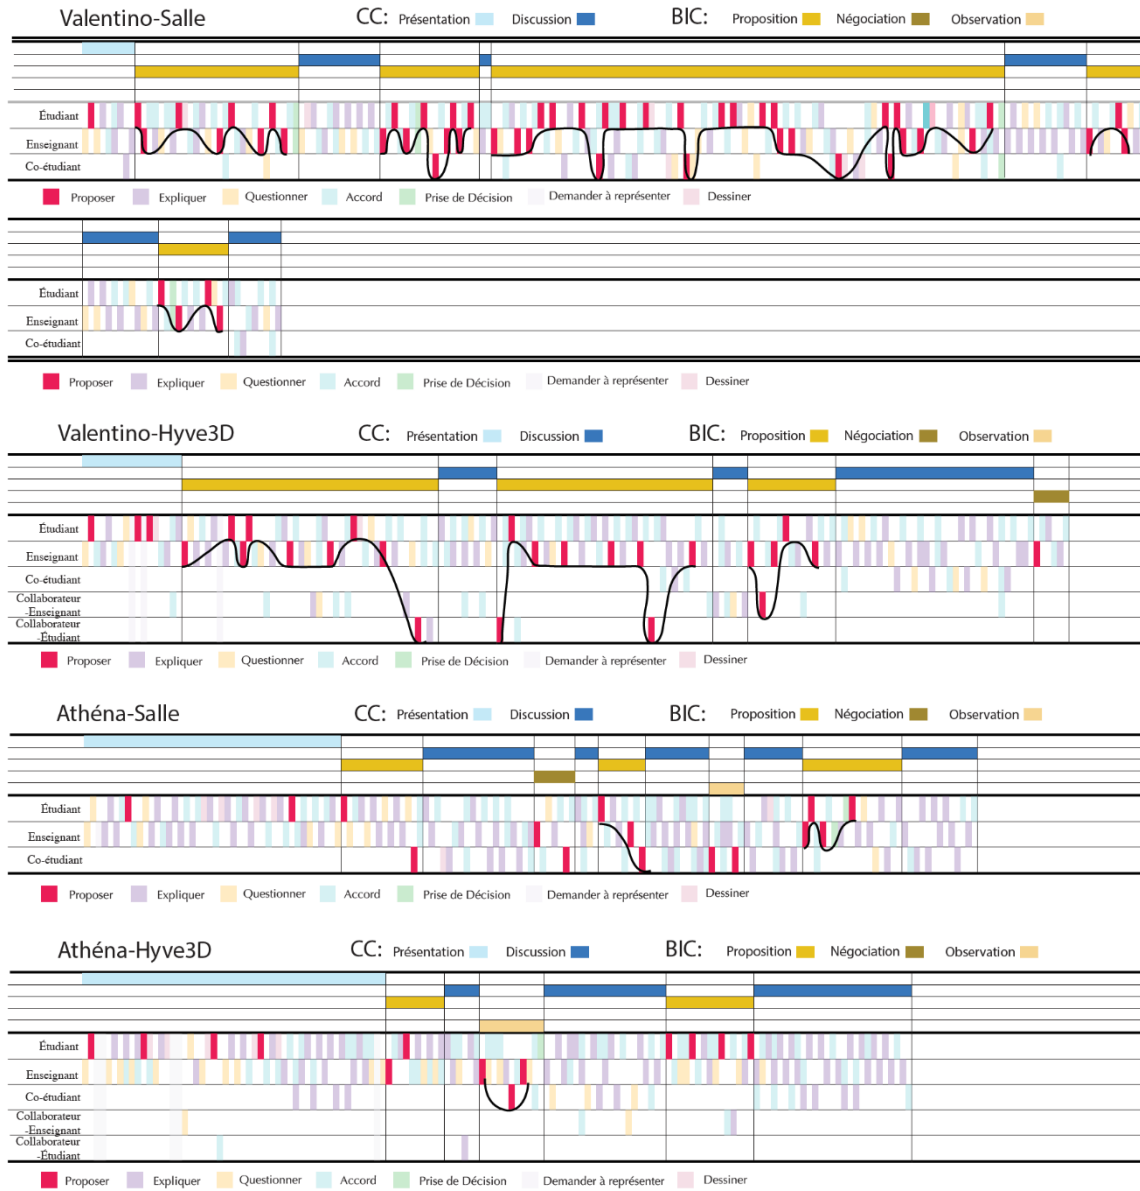 Valentino-Salle CC: Présentation Discussion BIC: Proposition Négociation Observation
Étudiant
Enseignant
Co-étudiant
Proposer Expliquer Questionner Accord Prise de Décision Demander à représenter Dessiner
Étudiant
Enseignant
Co-étudiant
Proposer Expliquer Questionner Accord Prise de Décision Demander à représenter Dessiner
Valentino-Hyve3D CC: Présentation Discussion BIC: Proposition Négociation Observation
Étudiant
Enseignant
Co-étudiant
Collaborateur
-Enseignant
Collaborateur
-Étudiant
Proposer Expliquer Questionner Accord Prise de Décision Demander à représenter Dessiner
Athéna-Salle CC: Présentation Discussion BIC: Proposition Négociation Observation
Étudiant
Enseignant
Co-étudiant
Proposer Expliquer Questionner Accord Prise de Décision Demander à représenter Dessiner
Athéna-Hyve3D CC: Présentation Discussion BIC: Proposition Négociation Observation
Étudiant
Enseignant
Co-étudiant
Collaborateur
-Enseignant
Collaborateur
-Étudiant
Proposer Expliquer Questionner Accord Prise de Décision Demander à représenter Dessiner